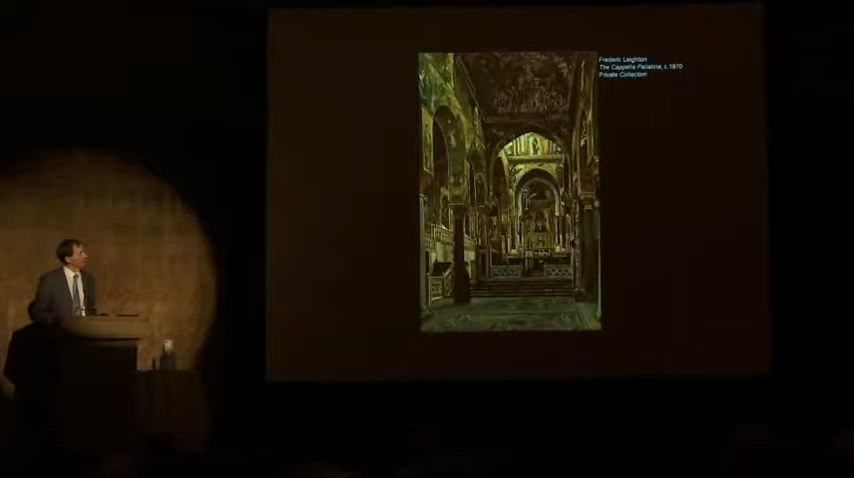 Frederic Leighton
The Cappella Palatina, c.1870
Private Collection